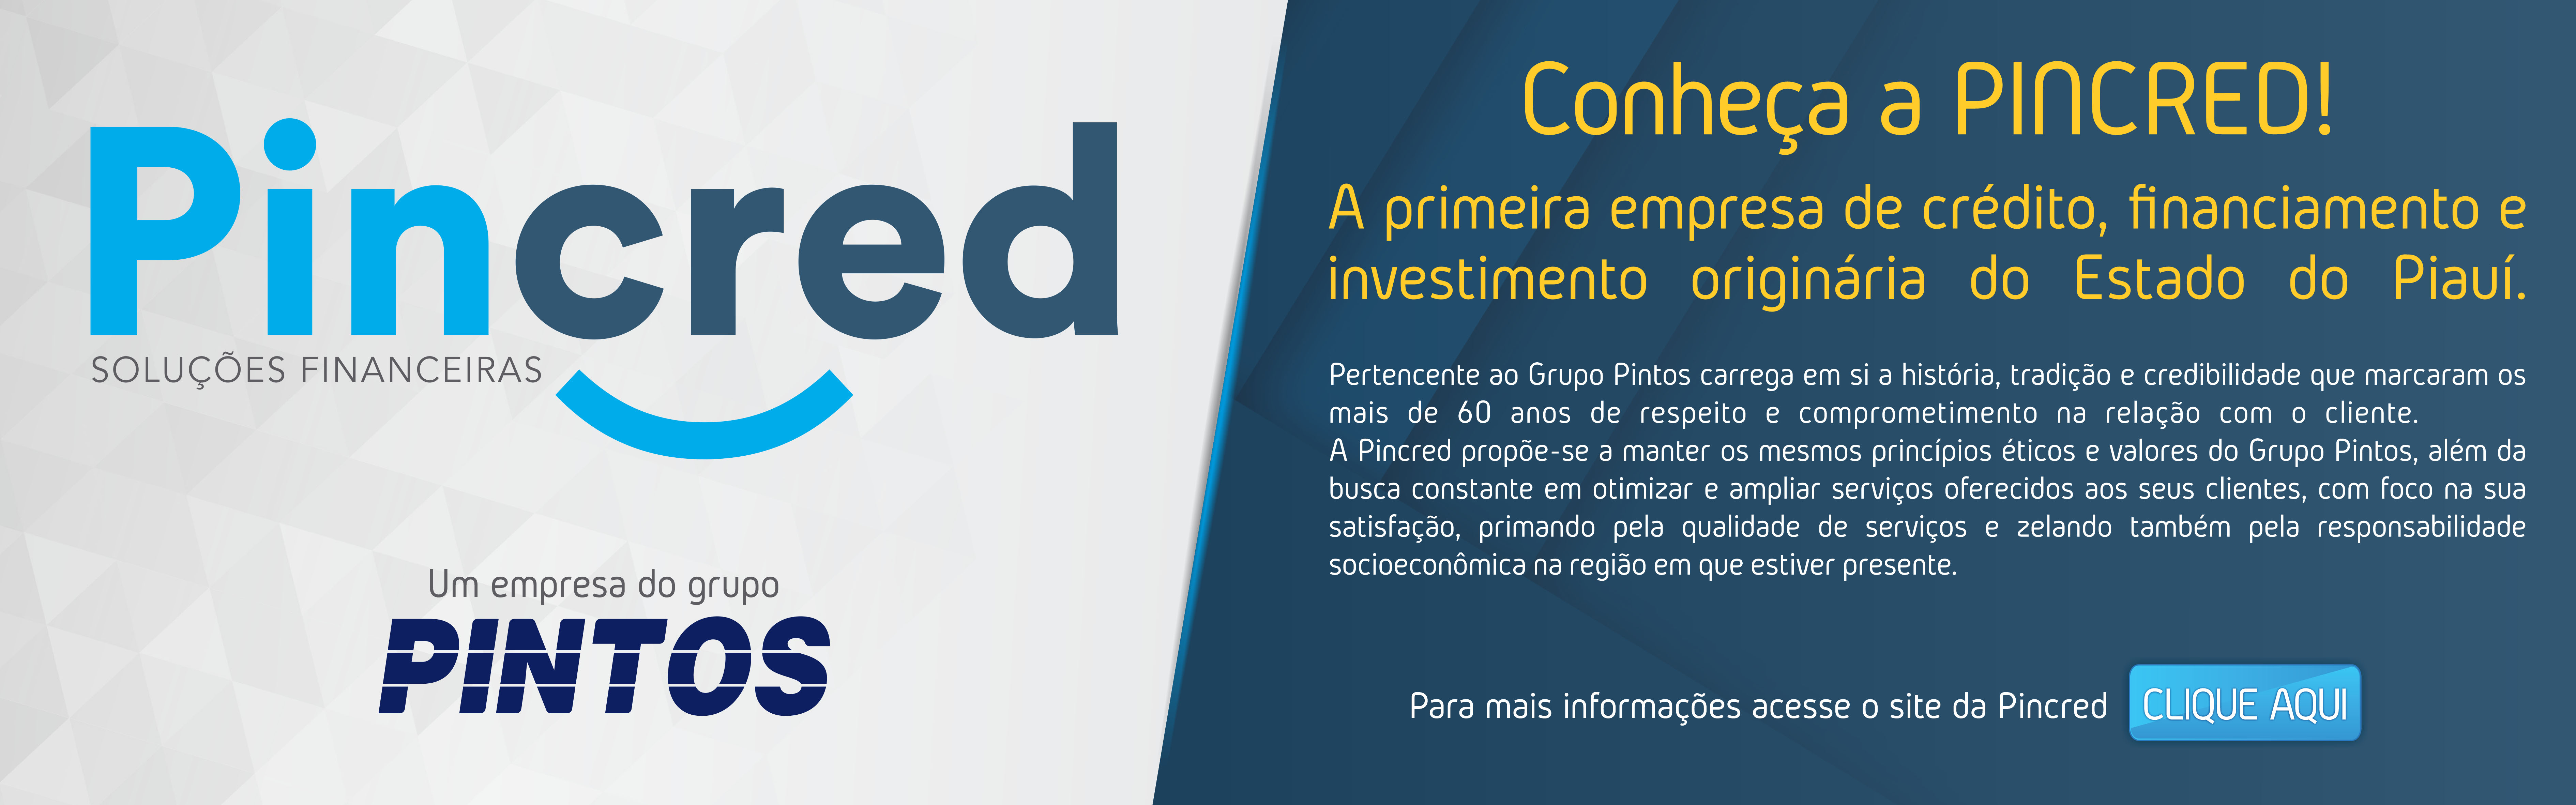 Pincred
SOLUÇÕES FINANCEIRAS
Um empresa do grupo
PINTOS
Conheça a PINCRED!
A primeira empresa de crédito, financiamento e
investimento originária do Estado do Piauí.
Pertencente ao Grupo Pintos carrega em si a história, tradição e credibilidade que marcaram os
mais de 60 anos de respeito e comprometimento na relação com o cliente.
A Pincred propõe-se a manter os mesmos princípios éticos e valores do Grupo Pintos, além da
busca constante em otimizar e ampliar serviços oferecidos aos seus clientes, com foco na sua
satisfação, primando pela qualidade de serviços e zelando também pela responsabilidade
socioeconômica na região em que estiver presente.
Para mais informações acesse o site da Pincred
CLIQUE AQUI